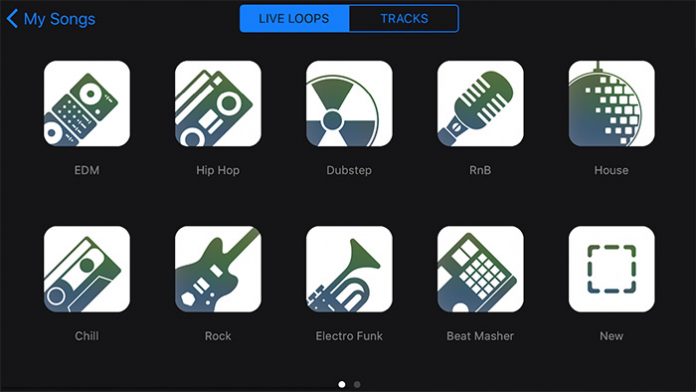 My Songs
LIVE LOOPS TRACKS
EDM Hip Hop Dubstep RnB House
Chill Rock Electro Funk Beat Masher New